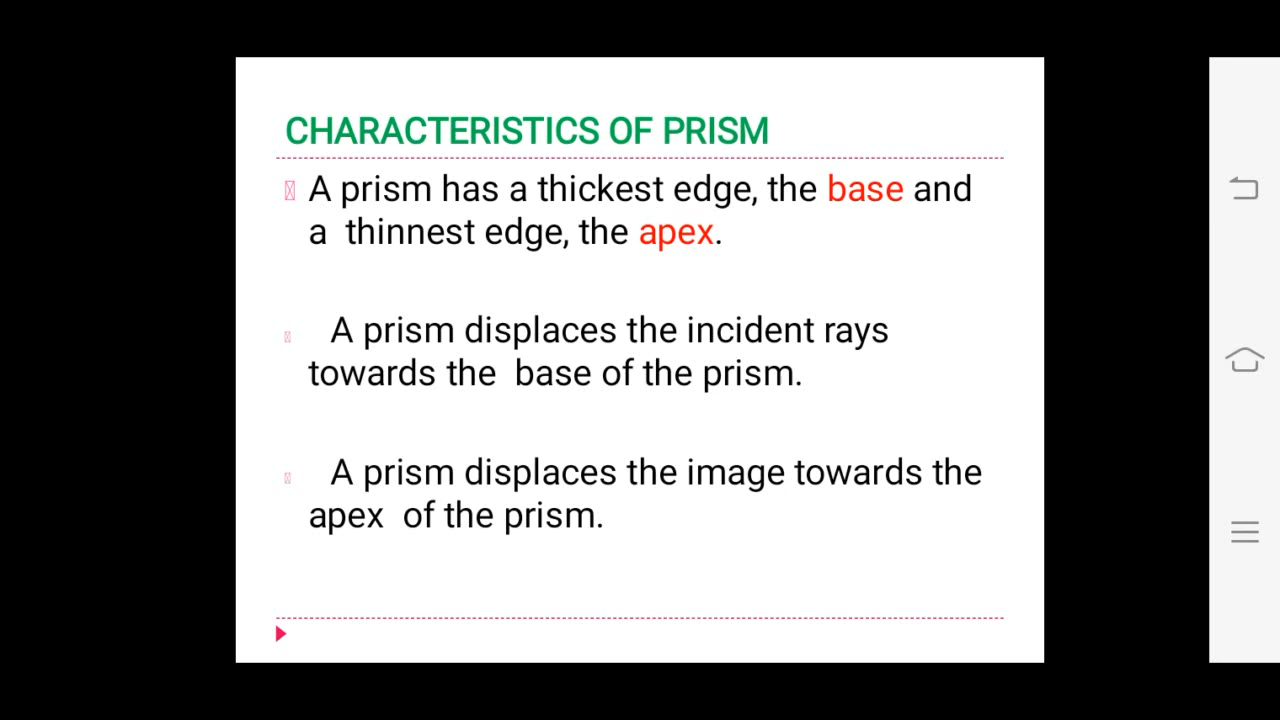 CHARACTERISTICS OF PRISM
A prism has a thickest edge, the base and
a  thinnest edge, the apex.
A prism displaces the incident rays
towards the  base of the prism.
A prism displaces the image towards the
apex  of the prism.